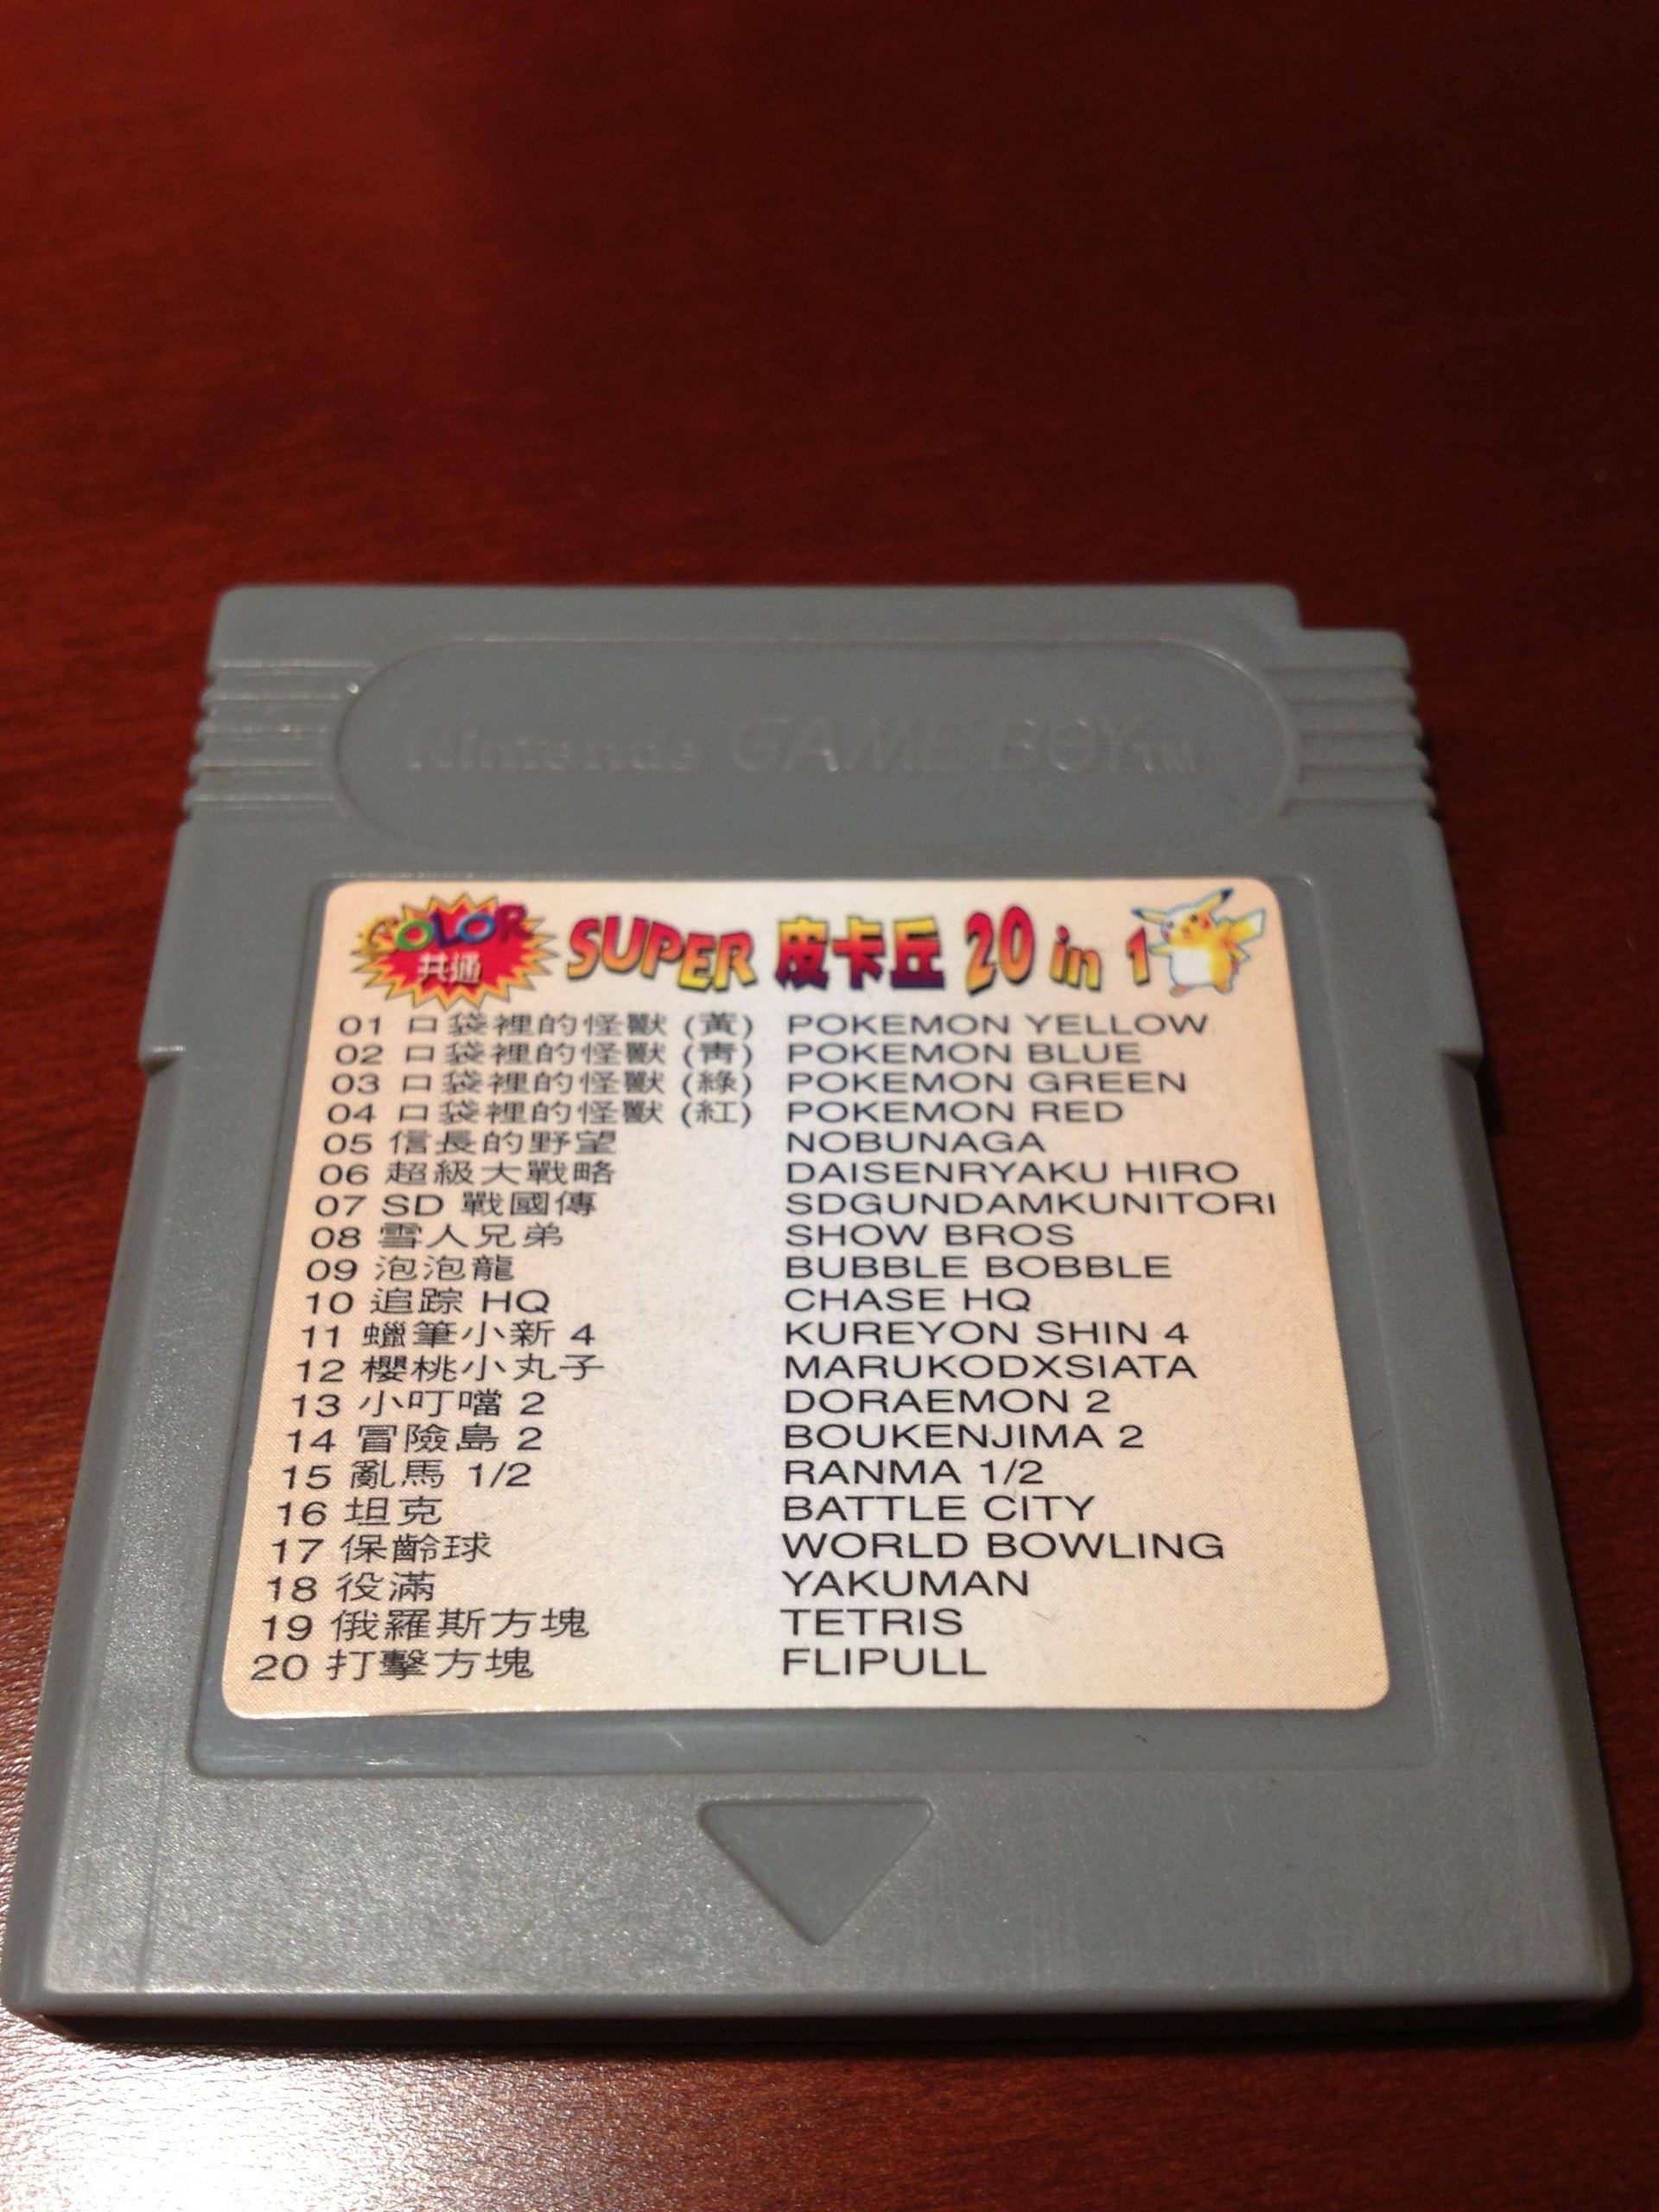 Nintendo GAME BOY TM
COLOR 共通 SUPER 皮卡丘 20 in 1
01 口袋裡的怪獸 (黃) POKEMON YELLOW
02 口袋裡的怪獸 (青) POKEMON BLUE
03 口袋裡的怪獸 (綠) POKEMON GREEN
04 口袋裡的怪獸 (紅) POKEMON RED
05 信長的野望 NOBUNAGA
06 超級大戰略 DAISENRYAKU HIRO
07 SD 戰國傳 SDGUNDAMKUNITORI
08 雪人兄弟 SHOW BROS
09 泡泡龍 BUBBLE BOBBLE
10 追踪 HQ CHASE HQ
11 蠟筆小新 4 KUREYON SHIN 4
12 櫻桃小丸子 MARUKODXSIATA
13 小叮噹 2 DORAEMON 2
14 冒險島 2 BOUKENJIMA 2
15 亂馬 1/2 RANMA 1/2
16 坦克 BATTLE CITY
17 保齡球 WORLD BOWLING
18 役滿 YAKUMAN
19 俄羅斯方塊 TETRIS
20 打擊方塊 FLIPULL